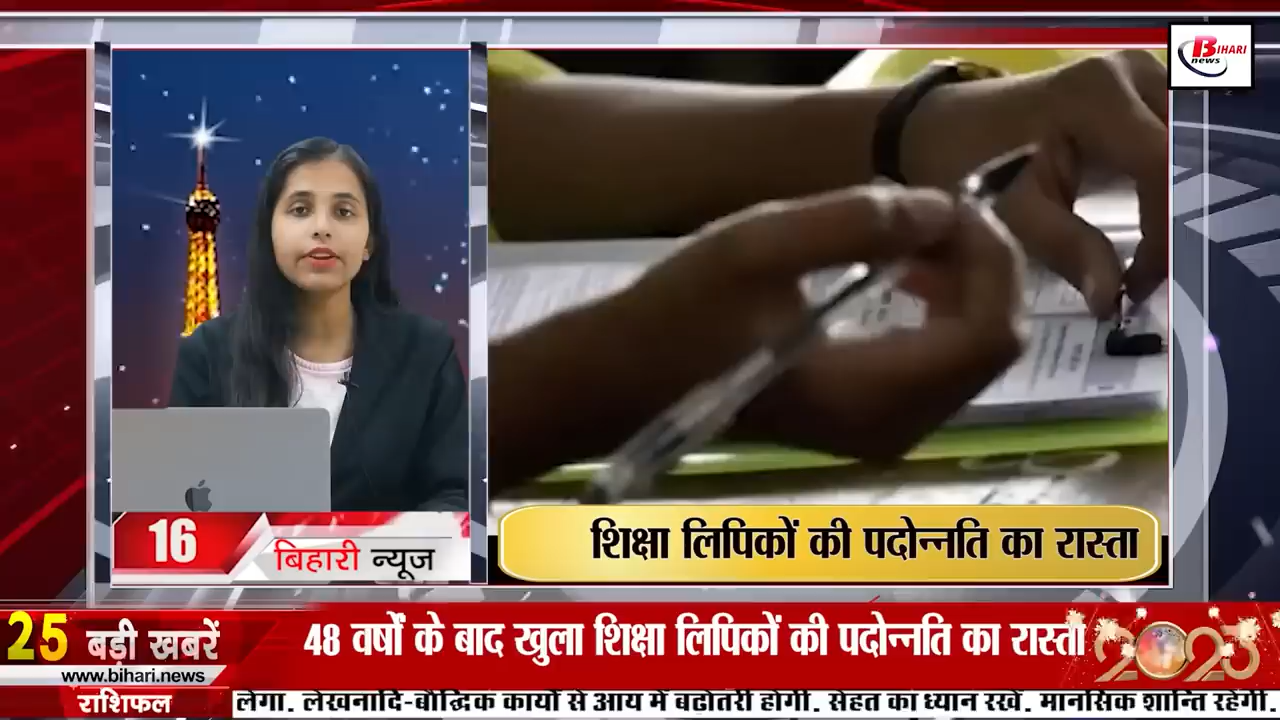 BIHARI
news
शिक्षा लिपिकों की पदोन्नति का रास्ता
16
बिहारी न्यूज
25 बड़ी खबरें
48 वर्षों के बाद खुला शिक्षा लिपिकों की पदोन्नति का रास्ता
2023
www.bihari.news
राशिफल
लेगा. लेखनादि-बौद्धिक कार्यो से आय में बढ़ोतरी होगी. सेहत का ध्यान रखें. मानसिक शान्ति रहेगी.